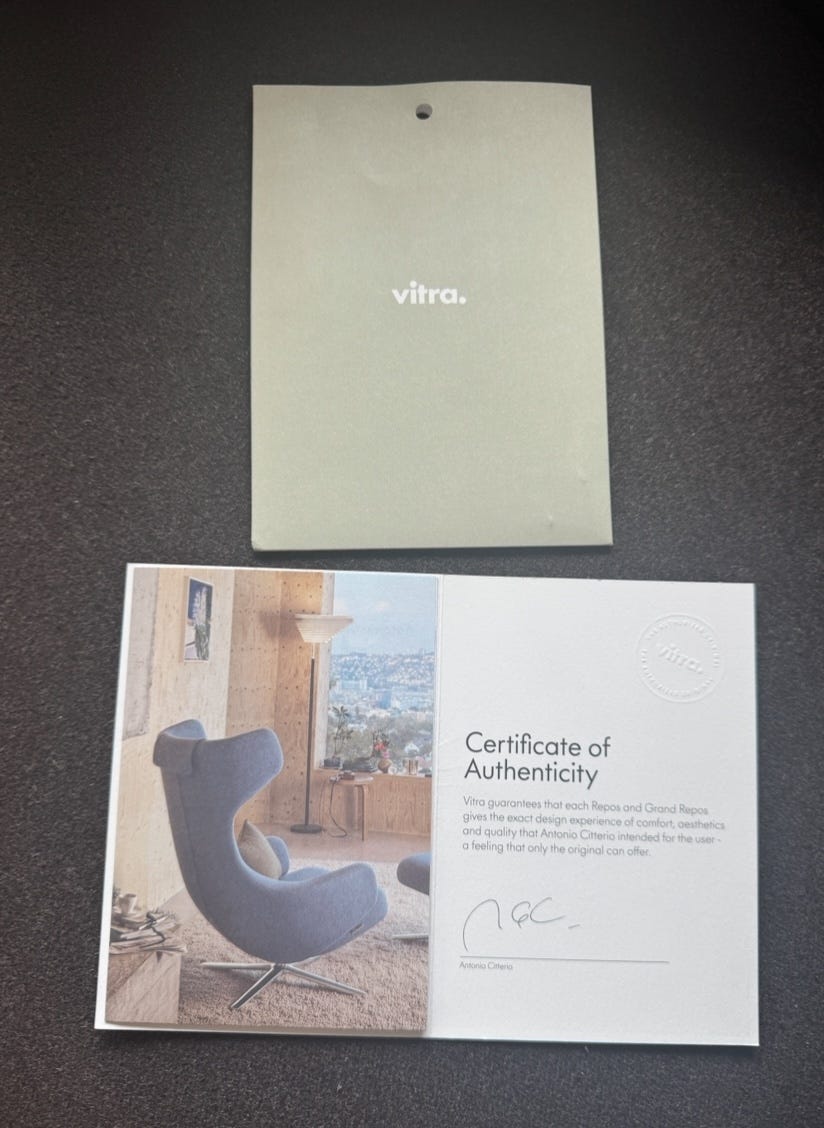 vitra.
vitra.
Certificate of
Authenticity
Vitra guarantees that each Repos and Grand Repos
gives the exact design experience of comfort, aesthetics
and quality that Antonio Citterio intended for the user -
a feeling that only the original can offer.
Antonio Citterio